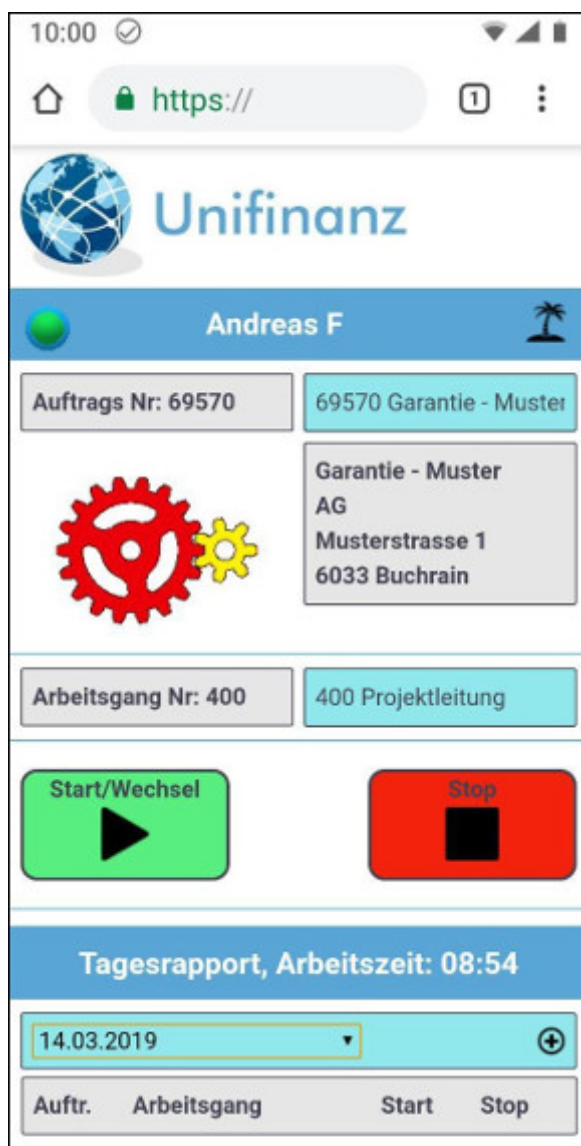 10:00
https://
1
Unifinanz
Andreas F
Auftrags Nr: 69570
69570 Garantie - Muster
Garantie - Muster
AG
Musterstrasse 1
6033 Buchrain
Arbeitsgang Nr: 400
400 Projektleitung
Start/Wechsel
Stop
Tagesrapport, Arbeitszeit: 08:54
14.03.2019
Auftr. Arbeitsgang Start Stop